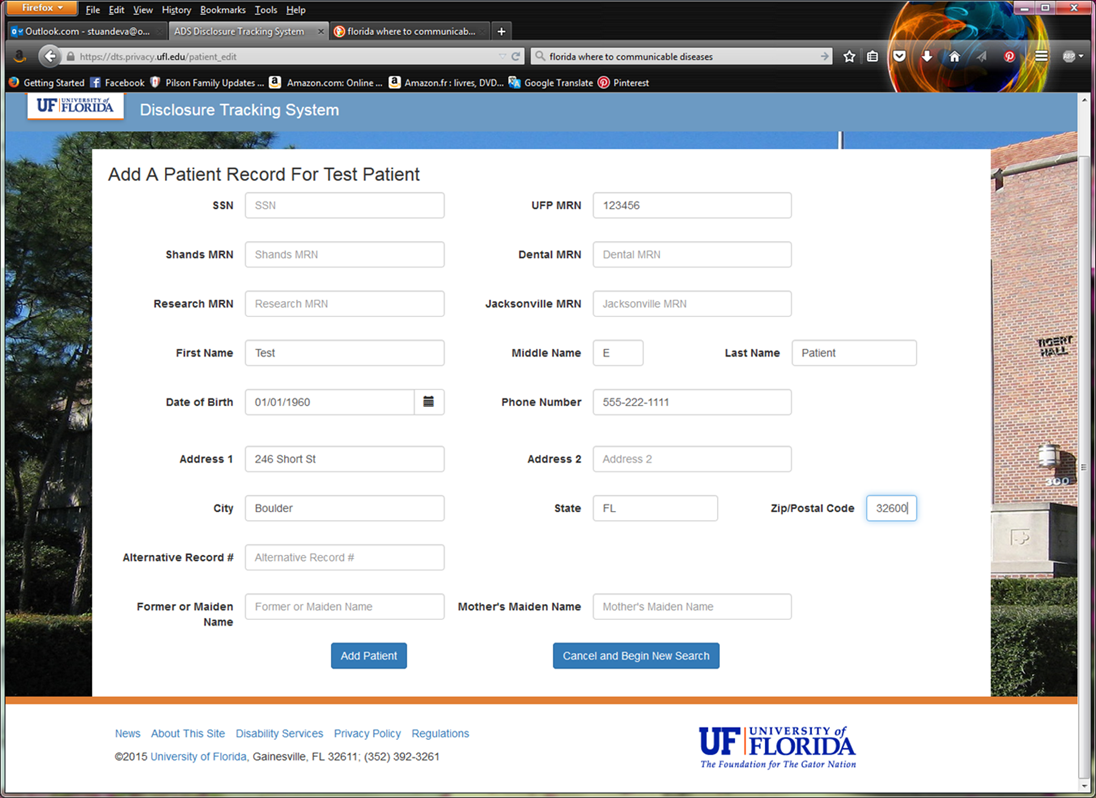 Firefox
File Edit View History Bookmarks Tools Help
Outlook.com - stuandeva@o... ADS Disclosure Tracking System × florida where to communicab... +
https://dts.privacy.ufl.edu/patient_edit florida where to communicable diseases
Getting Started Facebook Pilson Family Updates ... Amazon.com: Online ... Amazon.fr : livres, DVD... Google Translate Pinterest
UF UNIVERSITY of FLORIDA Disclosure Tracking System
Add A Patient Record For Test Patient
SSN SSN UFP MRN 123456
Shands MRN Shands MRN Dental MRN Dental MRN
Research MRN Research MRN Jacksonville MRN Jacksonville MRN
TIGERT
HALL
First Name Test Middle Name E Last Name Patient
Date of Birth 01/01/1960 Phone Number 555-222-1111
Address 1 246 Short St Address 2 Address 2
300
City Boulder State FL Zip/Postal Code 32600
Alternative Record # Alternative Record #
Former or Maiden Name Former or Maiden Name Mother's Maiden Name Mother's Maiden Name
Add Patient Cancel and Begin New Search
News About This Site Disability Services Privacy Policy Regulations
©2015 University of Florida, Gainesville, FL 32611; (352) 392-3261
UF UNIVERSITY of FLORIDA
The Foundation for The Gator Nation